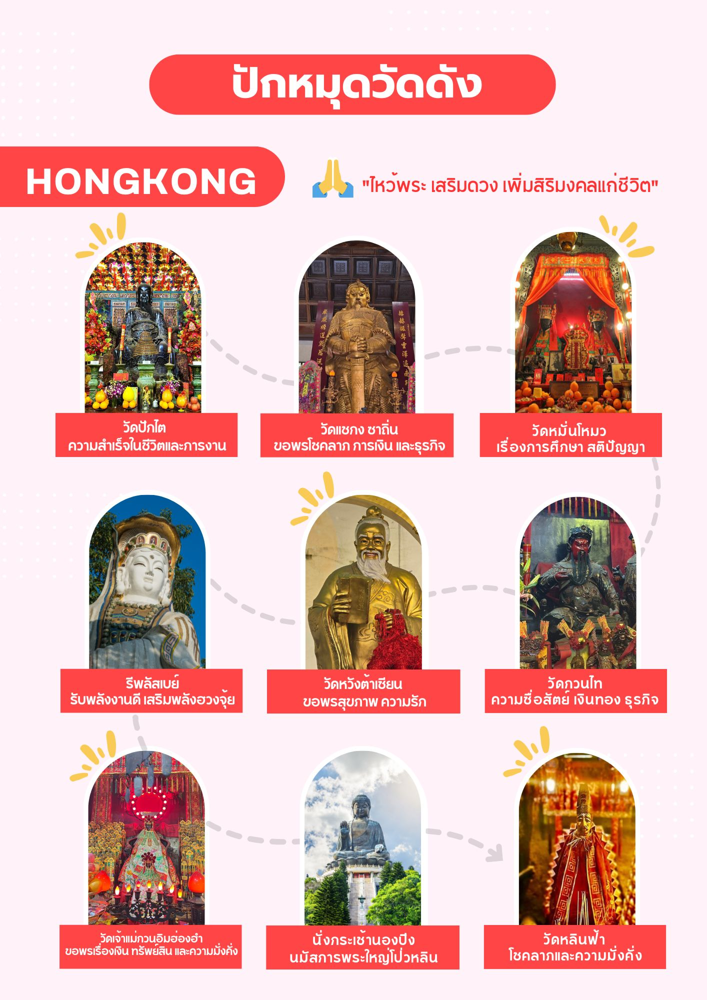 ปักหมุดวัดดัง
HONGKONG
"ไหว้พระ เสริมดวง เพิ่มสิริมงคลแก่ชีวิต"
วัดปักไต
ความสำเร็จในชีวิตและการงาน
วัดแชกง ซาถิ่น
ขอพรโชคลาภ การเงิน และธุรกิจ
วัดหมั่นโหมว
เรื่องการศึกษา สติปัญญา
รีพลัสเบย์
รับพลังงานดี เสริมพลังฮวงจุ้ย
วัดหวังต้าเซียน
ขอพรสุขภาพ ความรัก
วัดกวนไท
ความซื่อสัตย์ เงินทอง ธุรกิจ
วัดเจ้าแม่กวนอิมฮ่องฮำ
ขอพรเรื่องเงิน ทรัพย์สิน และความมั่งคั่ง
นั่งกระเช้านองปิง
นมัสการพระใหญ่โป่วหลิน
วัดหลินฟ้า
โชคลาภและความมั่งคั่ง